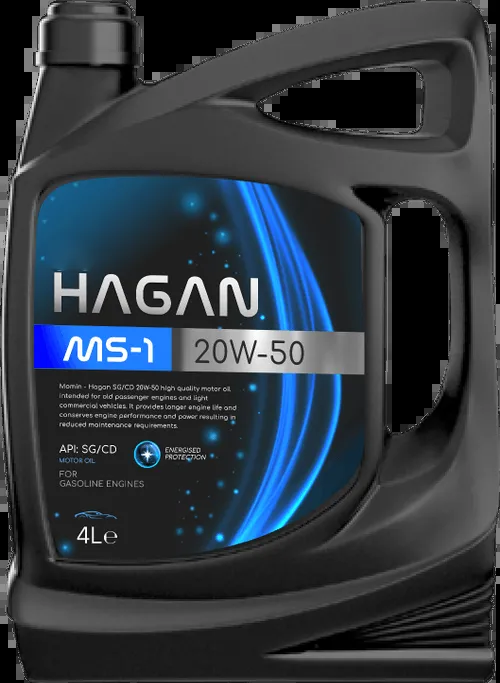 HAGAN
MS-1
20W-50
Momin - Hagan SG/CD 20W-50 high quality motor oil
intended for old passenger engines and light
commercial vehicles. It provides longer engine life and
conserves engine performance and power resulting in
reduced maintenance requirements.
API: SG/CD
MOTOR OIL
ENERGISED
PROTECTION
FOR
GASOLINE ENGINES
4L℮